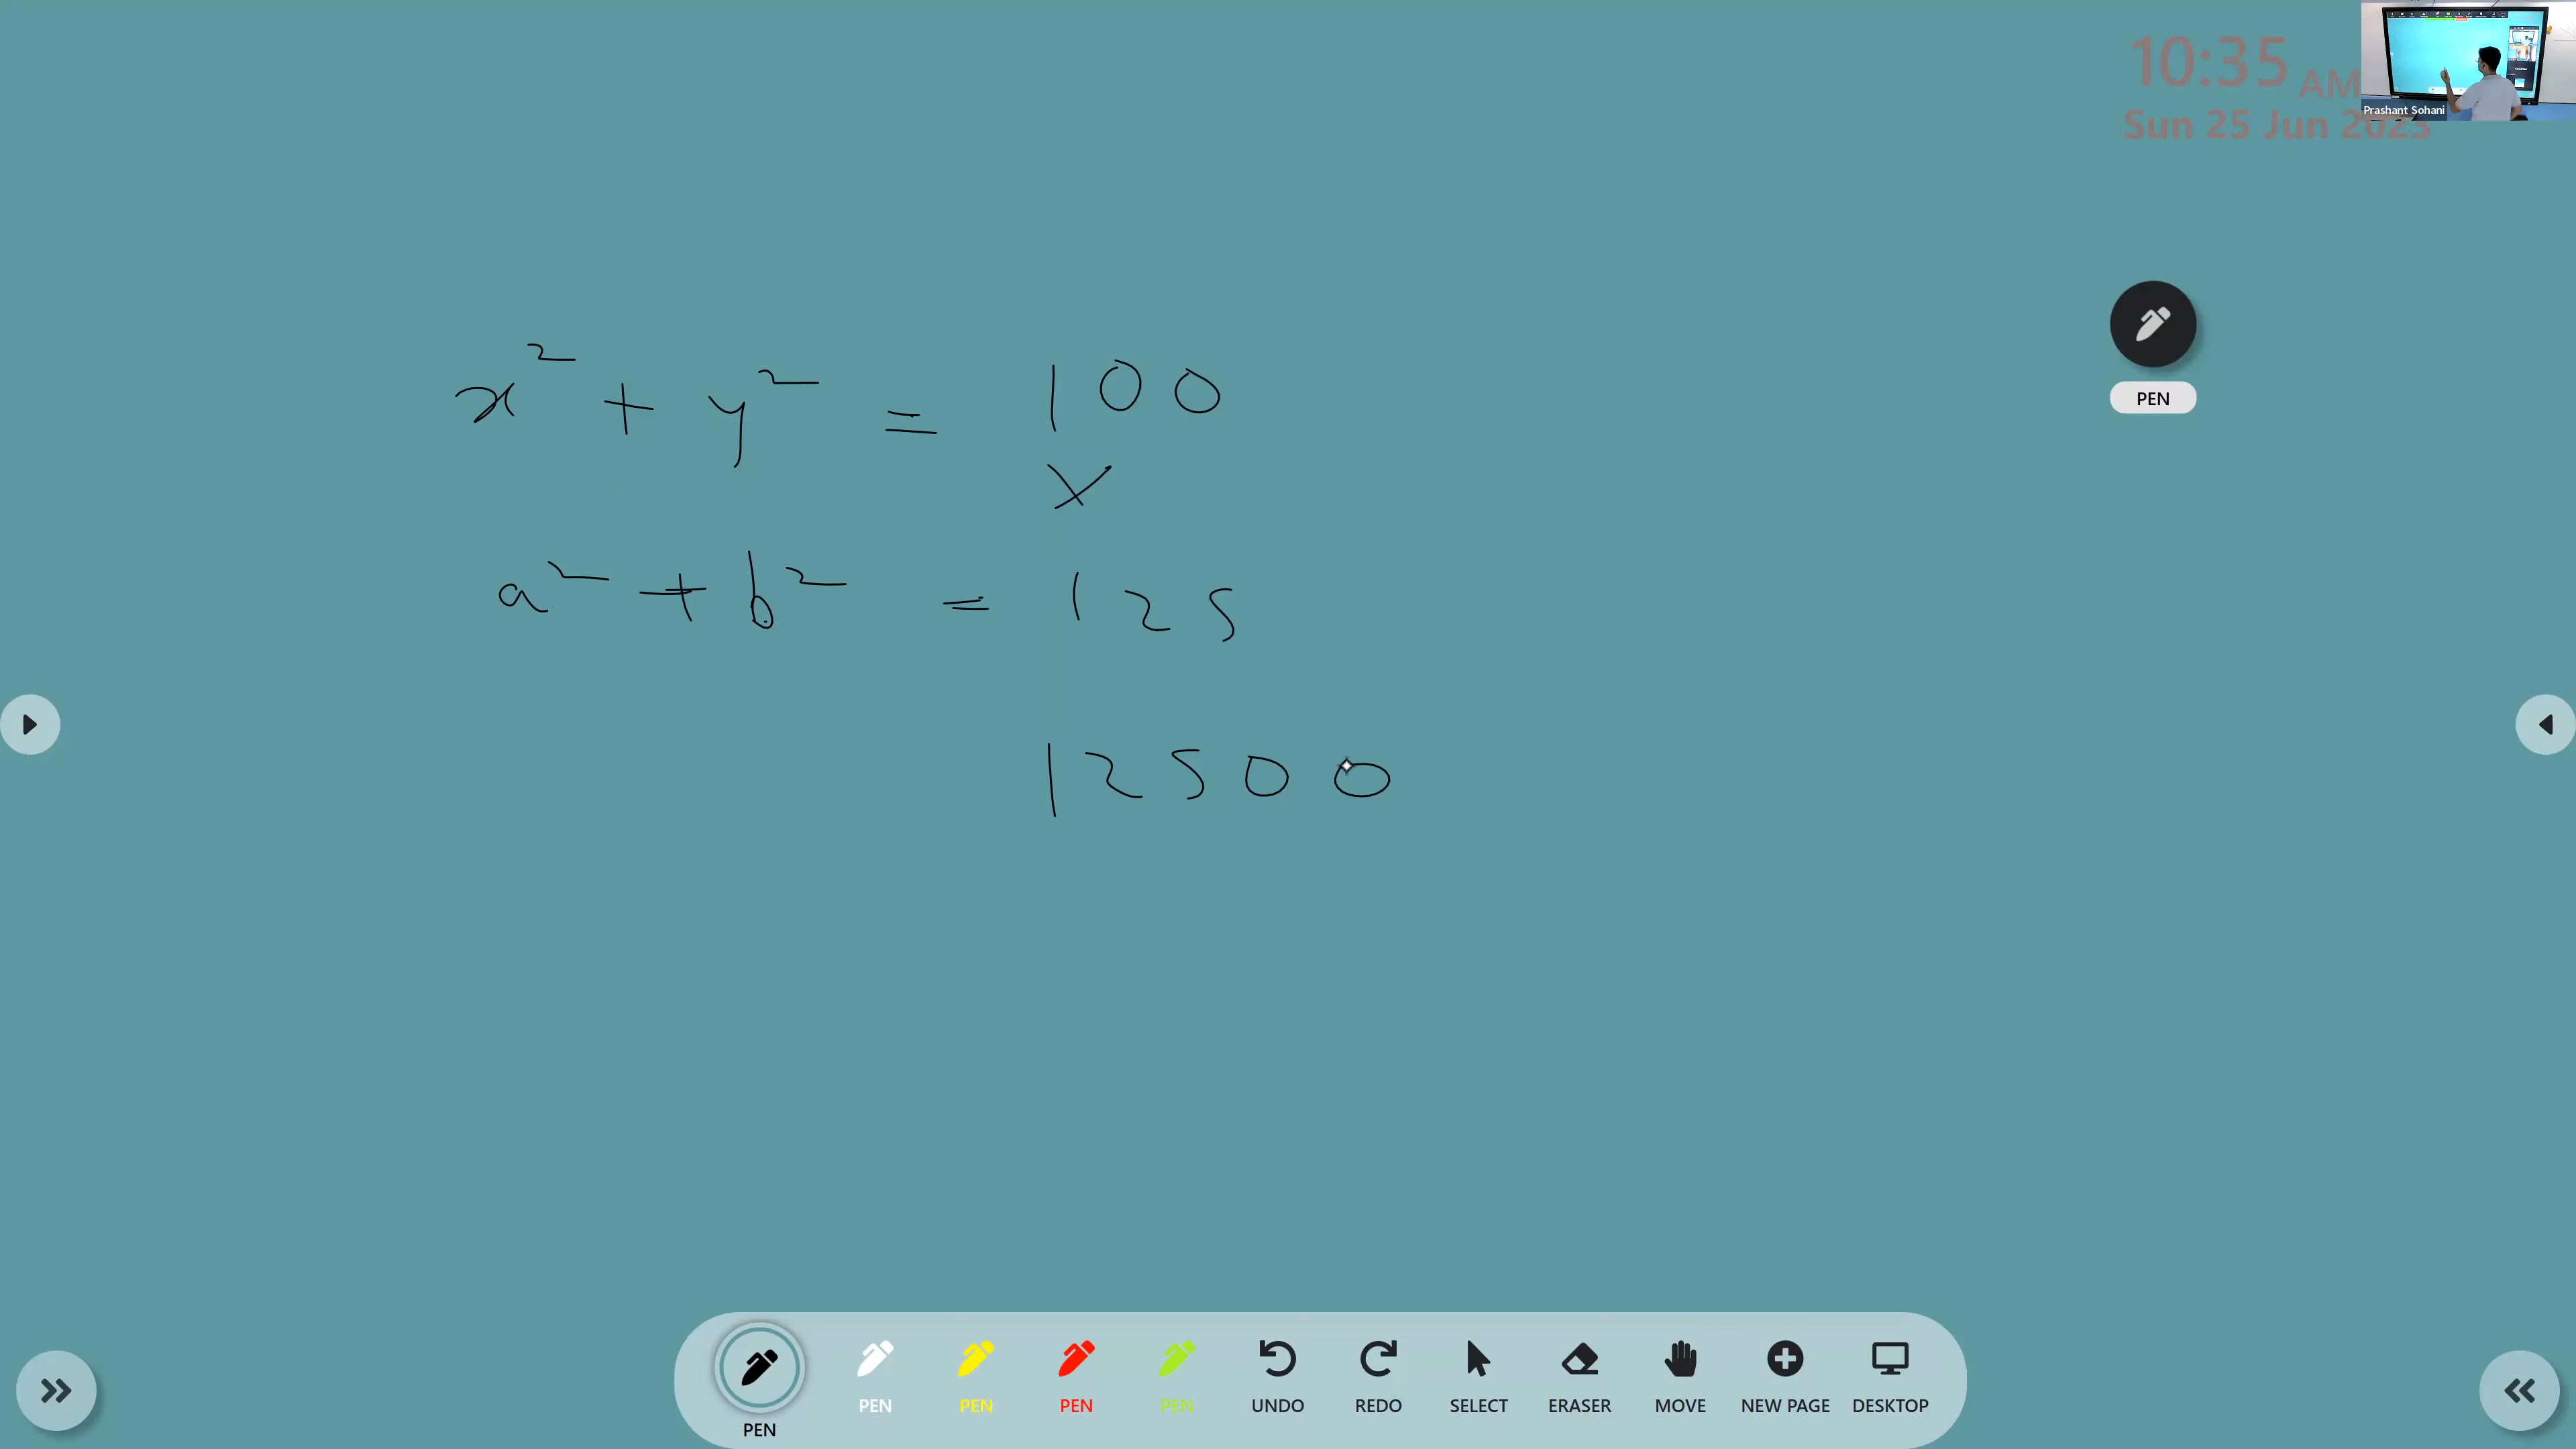 10:35 AM
Prashant Sohani
Sun 25 Jun 2023
x² + y² = 100
×
a² + b² = 125
12500
PEN
PEN
PEN
PEN
PEN
PEN
UNDO
REDO
SELECT
ERASER
MOVE
NEW PAGE
DESKTOP